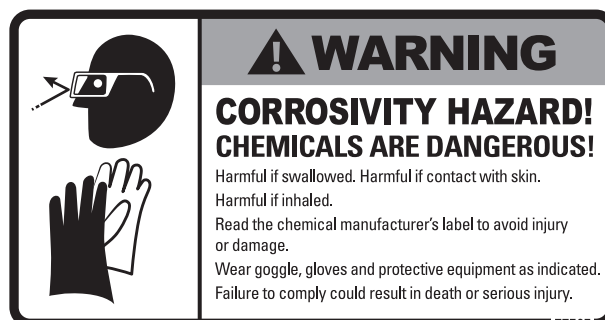 WARNING
CORROSIVITY HAZARD!
CHEMICALS ARE DANGEROUS!
Harmful if swallowed. Harmful if contact with skin.
Harmful if inhaled.
Read the chemical manufacturer's label to avoid injury
or damage.
Wear goggle, gloves and protective equipment as indicated.
Failure to comply could result in death or serious injury.